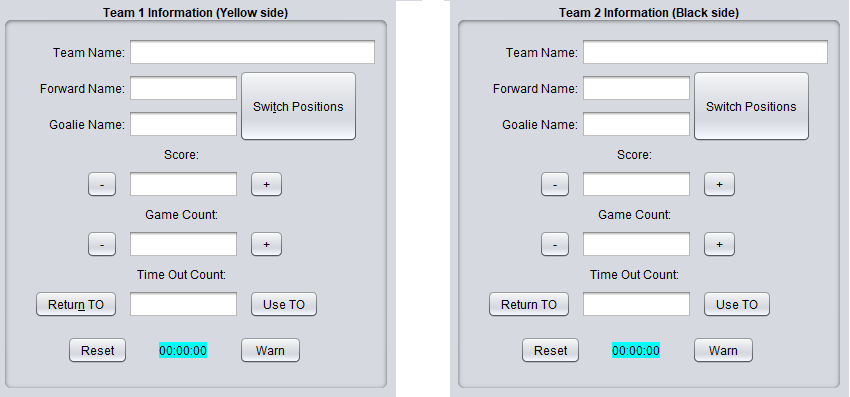 Team 1 Information (Yellow side)
Team Name:
Forward Name:
Switch Positions
Goalie Name:
Score:
- +
Game Count:
- +
Time Out Count:
Return TO Use TO
Reset 00:00:00 Warn
Team 2 Information (Black side)
Team Name:
Forward Name:
Switch Positions
Goalie Name:
Score:
- +
Game Count:
- +
Time Out Count:
Return TO Use TO
Reset 00:00:00 Warn